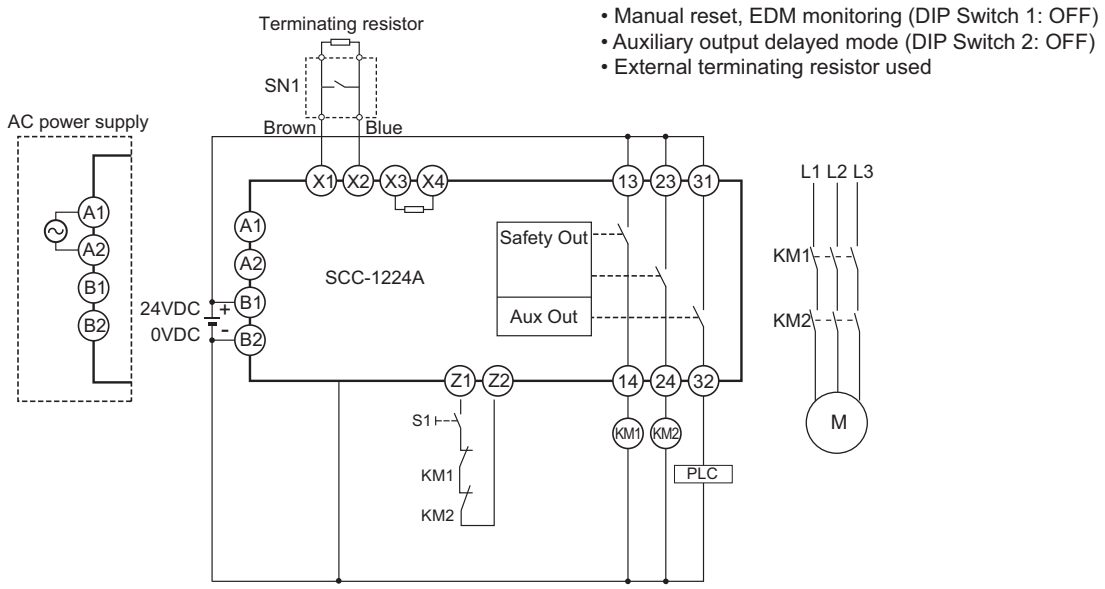 Terminating resistor
• Manual reset, EDM monitoring (DIP Switch 1: OFF)
• Auxiliary output delayed mode (DIP Switch 2: OFF)
• External terminating resistor used
SN1
AC power supply
Brown Blue
X1 X2 X3 X4 13 23 31
L1 L2 L3
A1
A2
B1
B2
A1
A2
B1
B2
24VDC +
0VDC -
SCC-1224A
Safety Out
Aux Out
KM1
KM2
M
Z1 Z2 14 24 32
S1
KM1
KM2
KM1 KM2
PLC